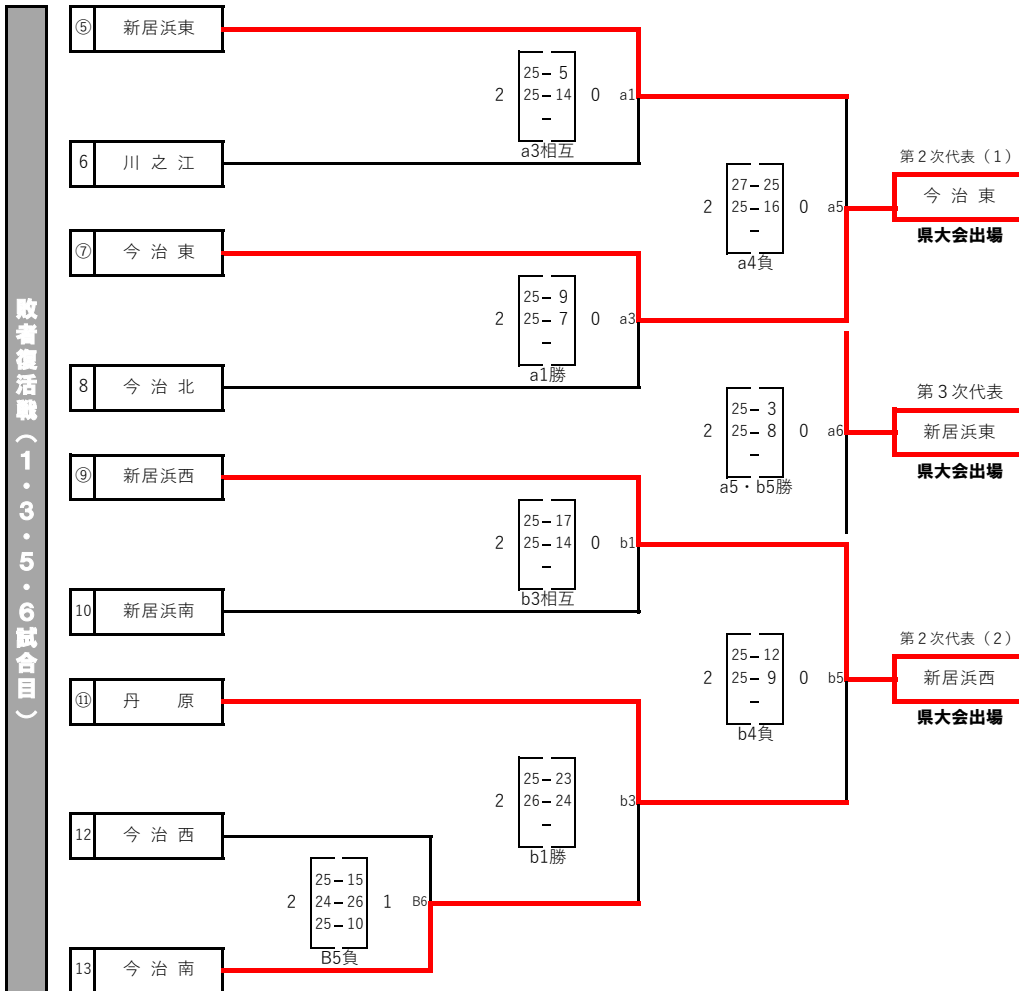 敗者復活戦（１・３・５・６試合目）
⑤ 新居浜東
25－ 5
2 25－ 14 0 a1
－
a3相互
6 川 之 江
第２次代表（１）
27－ 25
2 25－ 16 0 a5
－
a4負
今 治 東
県大会出場
⑦ 今 治 東
25－ 9
2 25－ 7 0 a3
－
a1勝
8 今 治 北
第３次代表
25－ 3
2 25－ 8 0 a6
－
a5・b5勝
新居浜東
県大会出場
⑨ 新居浜西
25－ 17
2 25－ 14 0 b1
－
b3相互
10 新居浜南
第２次代表（２）
25－ 12
2 25－ 9 0 b5
－
b4負
新居浜西
県大会出場
⑪ 丹 原
25－ 23
2 26－ 24 b3
－
b1勝
12 今 治 西
25－ 15
2 24－ 26 1 B6
25－ 10
B5負
13 今 治 南